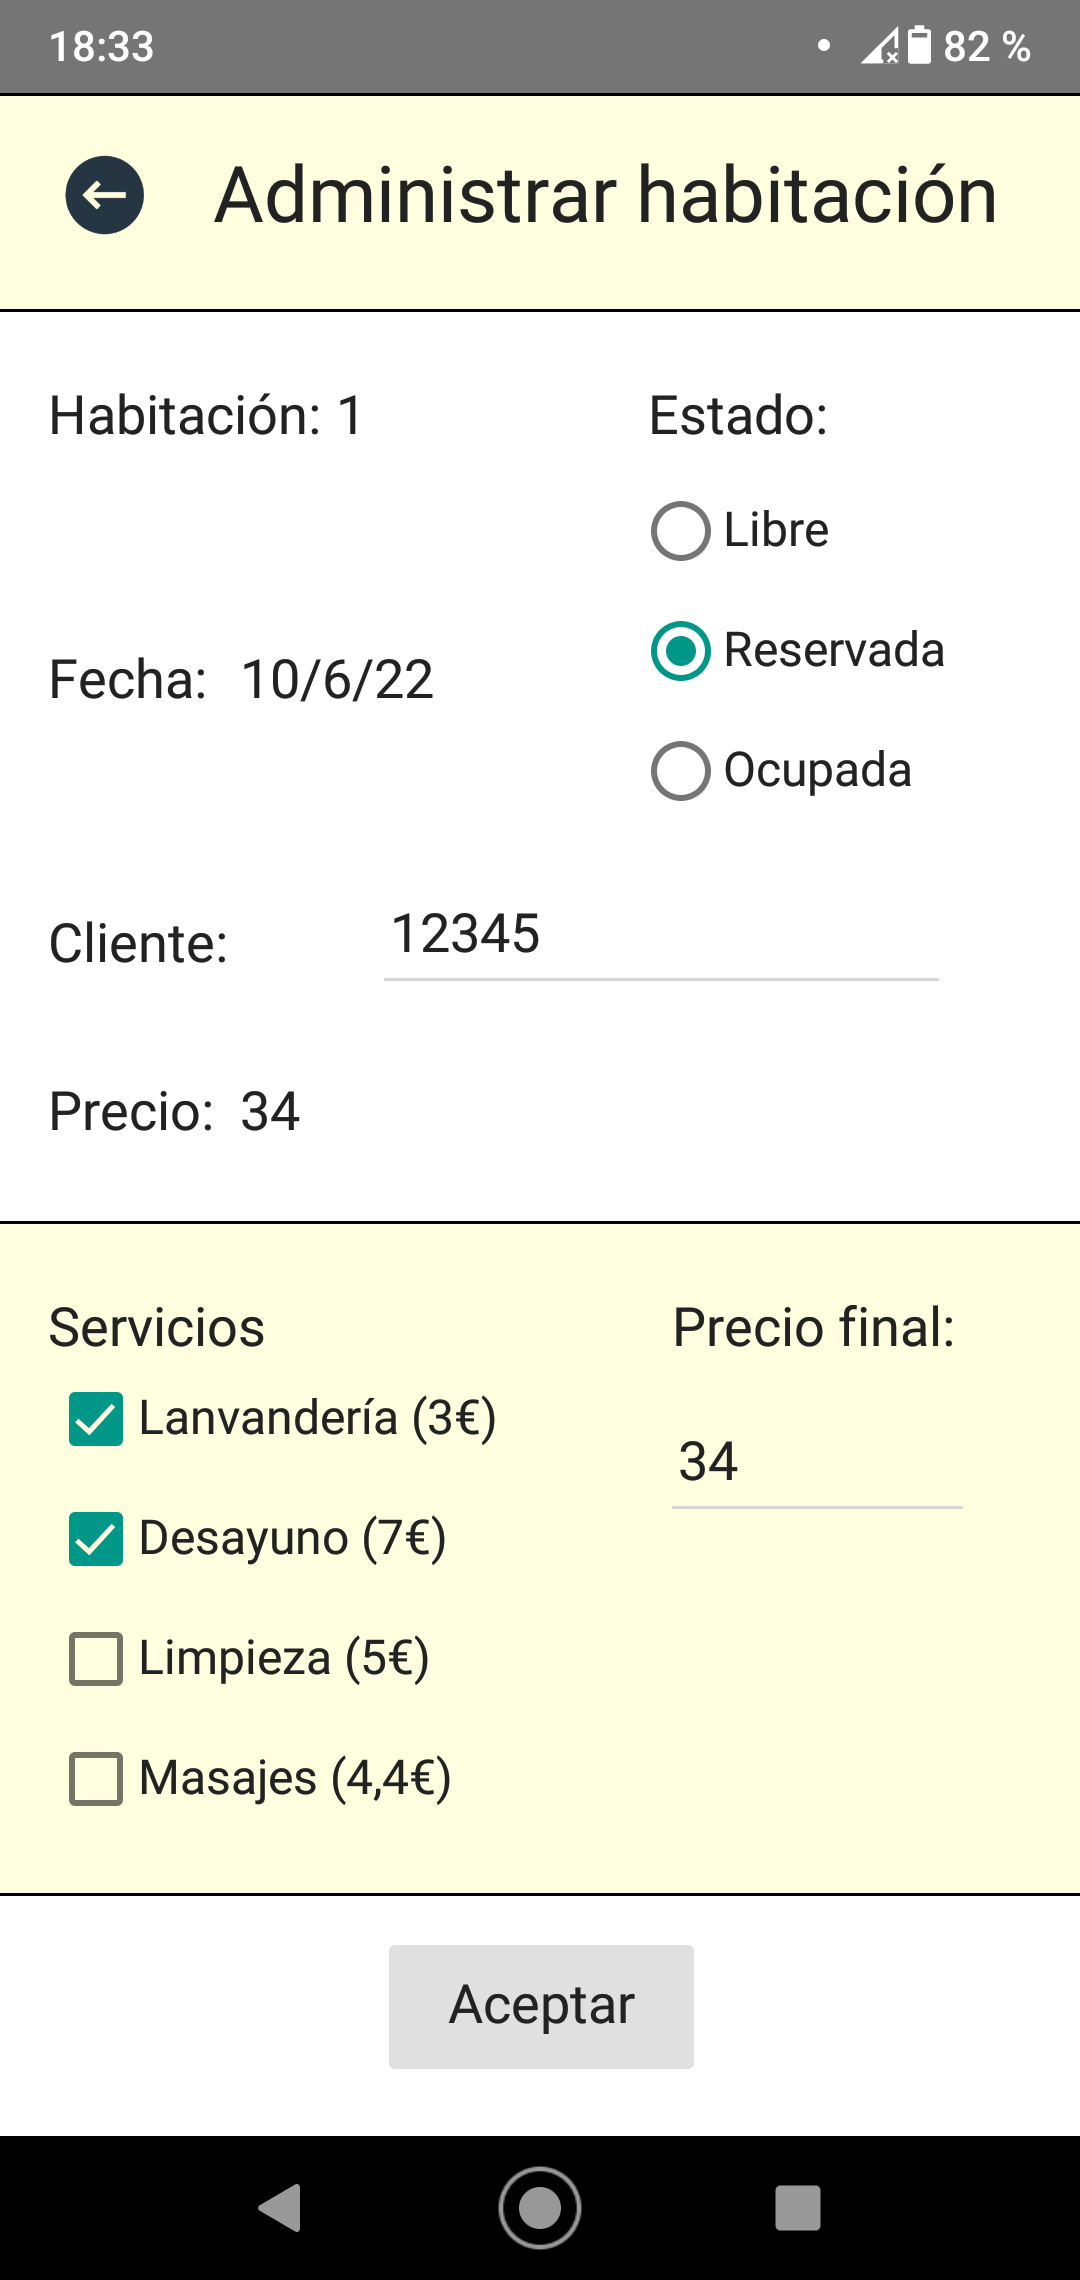 18:33 82 %
Administrar habitación
Habitación: 1
Estado:
Libre
Reservada
Ocupada
Fecha: 10/6/22
Cliente: 12345
Precio: 34
Servicios
Lanvandería (3€)
Desayuno (7€)
Limpieza (5€)
Masajes (4,4€)
Precio final:
34
Aceptar